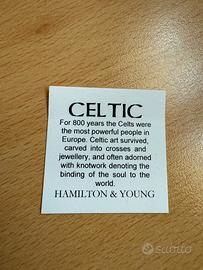 CELTIC
For 800 years the Celts were
the most powerful people in
Europe. Celtic art survived,
carved into crosses and
jewellery, and often adorned
with knotwork denoting the
binding of the soul to the
world.
HAMILTON & YOUNG
subito